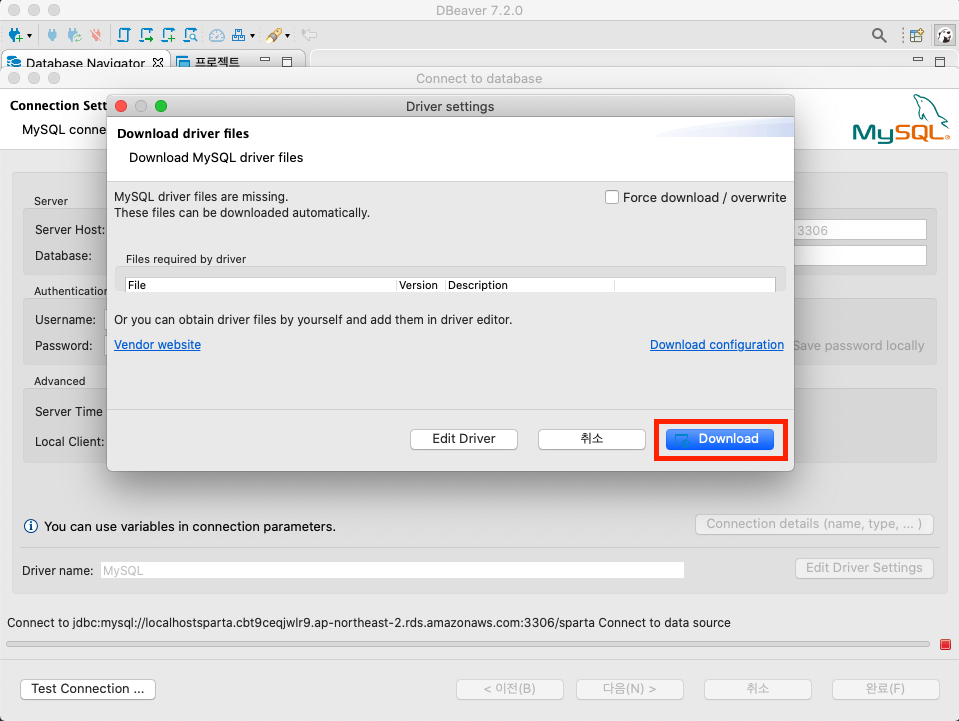 DBeaver 7.2.0
Database Navigator
프로젝트
Connect to database
Connection Sett
MySQL conne
MySQL
Driver settings
Download driver files
Download MySQL driver files
MySQL driver files are missing.
These files can be downloaded automatically.
Force download / overwrite
Files required by driver
File Version Description
Or you can obtain driver files by yourself and add them in driver editor.
Vendor website Download configuration
Edit Driver 취소 Download
Server
Server Host: 3306
Database:
Authentication
Username:
Password: Save password locally
Advanced
Server Time
Local Client:
You can use variables in connection parameters.
Connection details (name, type, ... )
Driver name: MySQL Edit Driver Settings
Connect to jdbc:mysql://localhostsparta.cbt9ceqjwlr9.ap-northeast-2.rds.amazonaws.com:3306/sparta Connect to data source
Test Connection ... < 이전(B) 다음(N) > 취소 완료(F)